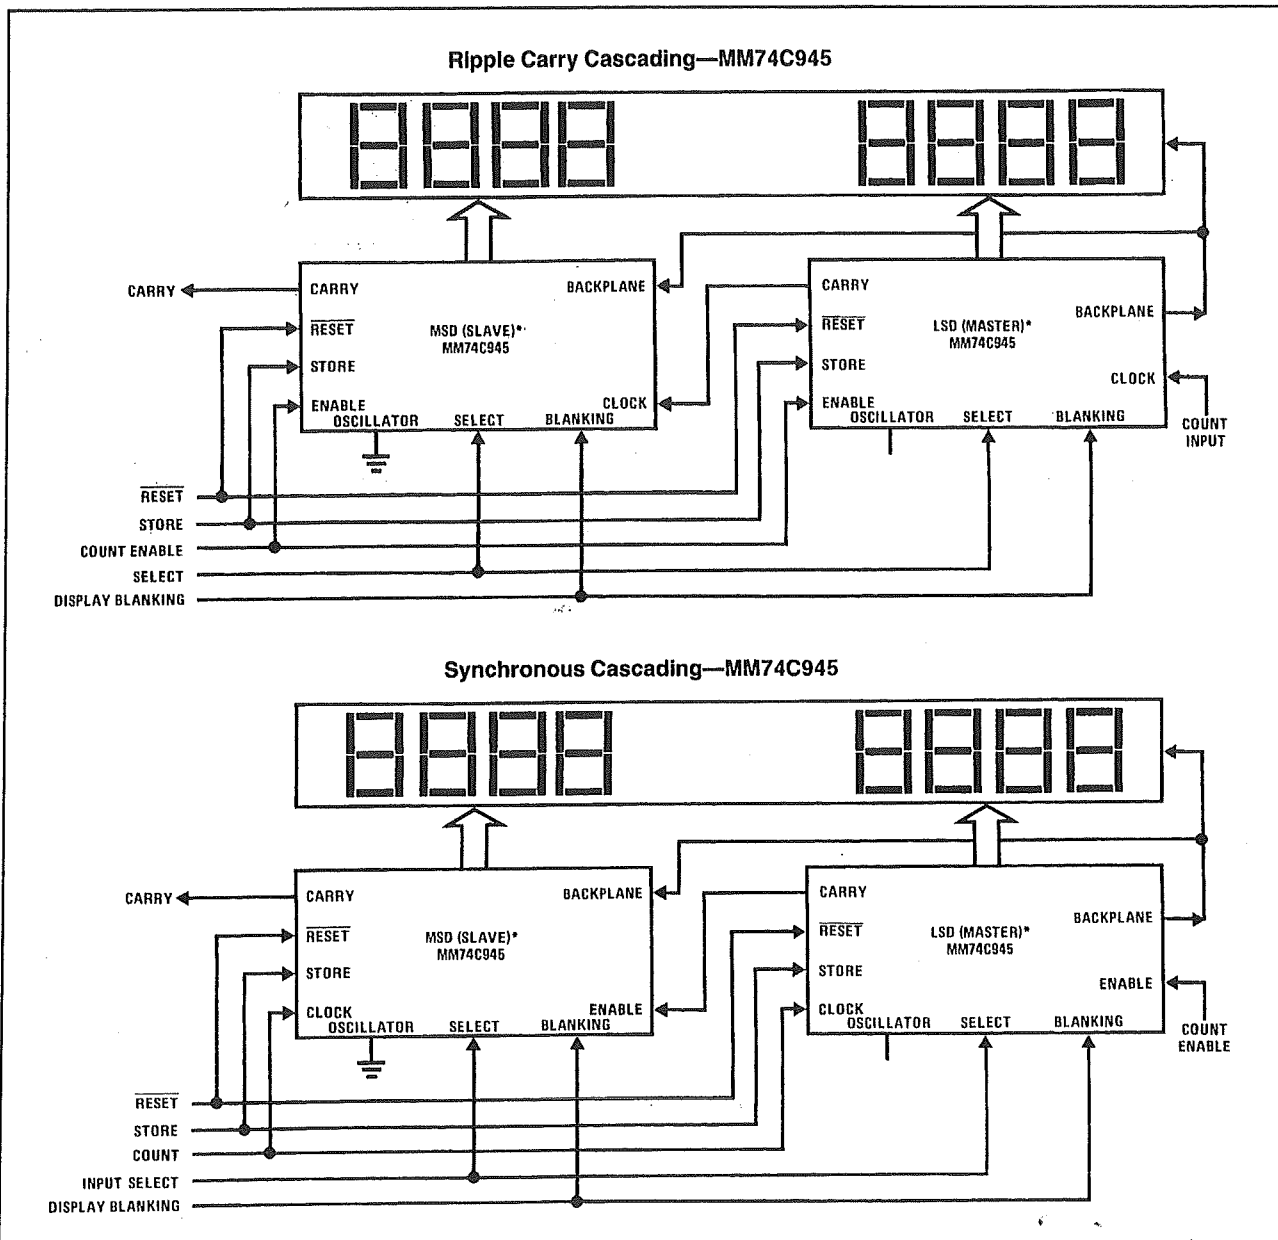 Ripple Carry Cascading—MM74C945
CARRY
CARRY
BACKPLANE
RESET
MSD (SLAVE)*
MM74C945
STORE
ENABLE
CLOCK
OSCILLATOR
SELECT
BLANKING
CARRY
BACKPLANE
RESET
LSD (MASTER)*
MM74C945
STORE
CLOCK
ENABLE
OSCILLATOR
SELECT
BLANKING
COUNT
INPUT
RESET
STORE
COUNT ENABLE
SELECT
DISPLAY BLANKING
Synchronous Cascading—MM74C945
CARRY
CARRY
BACKPLANE
RESET
MSD (SLAVE)*
MM74C945
STORE
CLOCK
ENABLE
OSCILLATOR
SELECT
BLANKING
CARRY
BACKPLANE
RESET
LSD (MASTER)*
MM74C945
STORE
ENABLE
CLOCK
OSCILLATOR
SELECT
BLANKING
COUNT
ENABLE
RESET
STORE
COUNT
INPUT SELECT
DISPLAY BLANKING